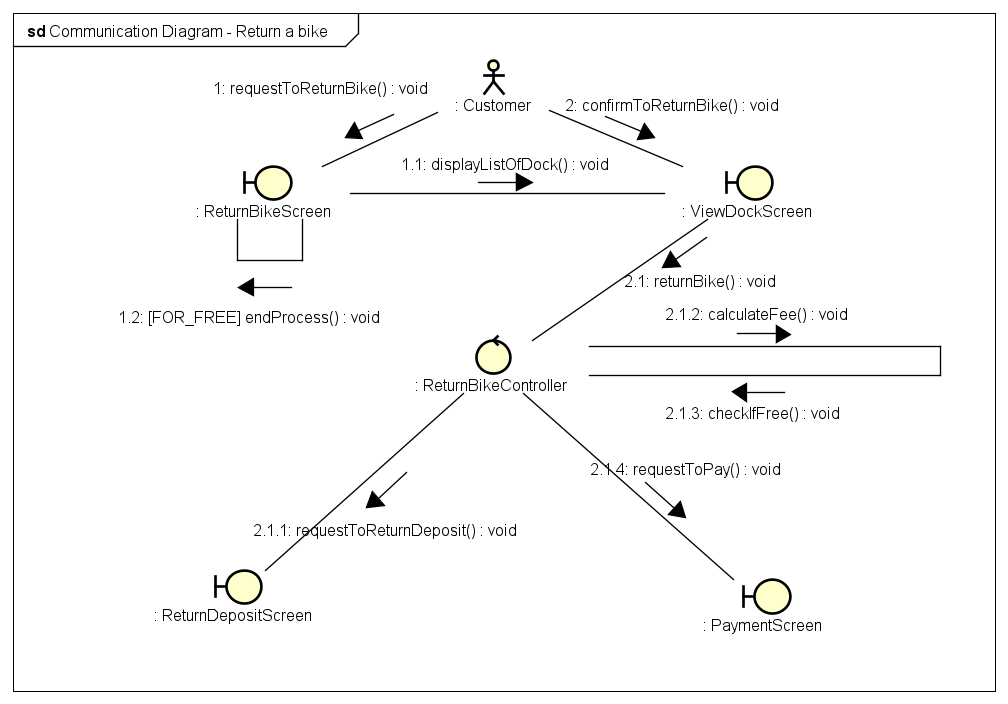 sd Communication Diagram - Return a bike
1: requestToReturnBike() : void
: Customer
2: confirmToReturnBike() : void
1.1: displayListOfDock() : void
: ReturnBikeScreen
: ViewDockScreen
2.1: returnBike() : void
1.2: [FOR_FREE] endProcess() : void
2.1.2: calculateFee() : void
: ReturnBikeController
2.1.3: checkIfFree() : void
2.1.4: requestToPay() : void
2.1.1: requestToReturnDeposit() : void
: ReturnDepositScreen
: PaymentScreen